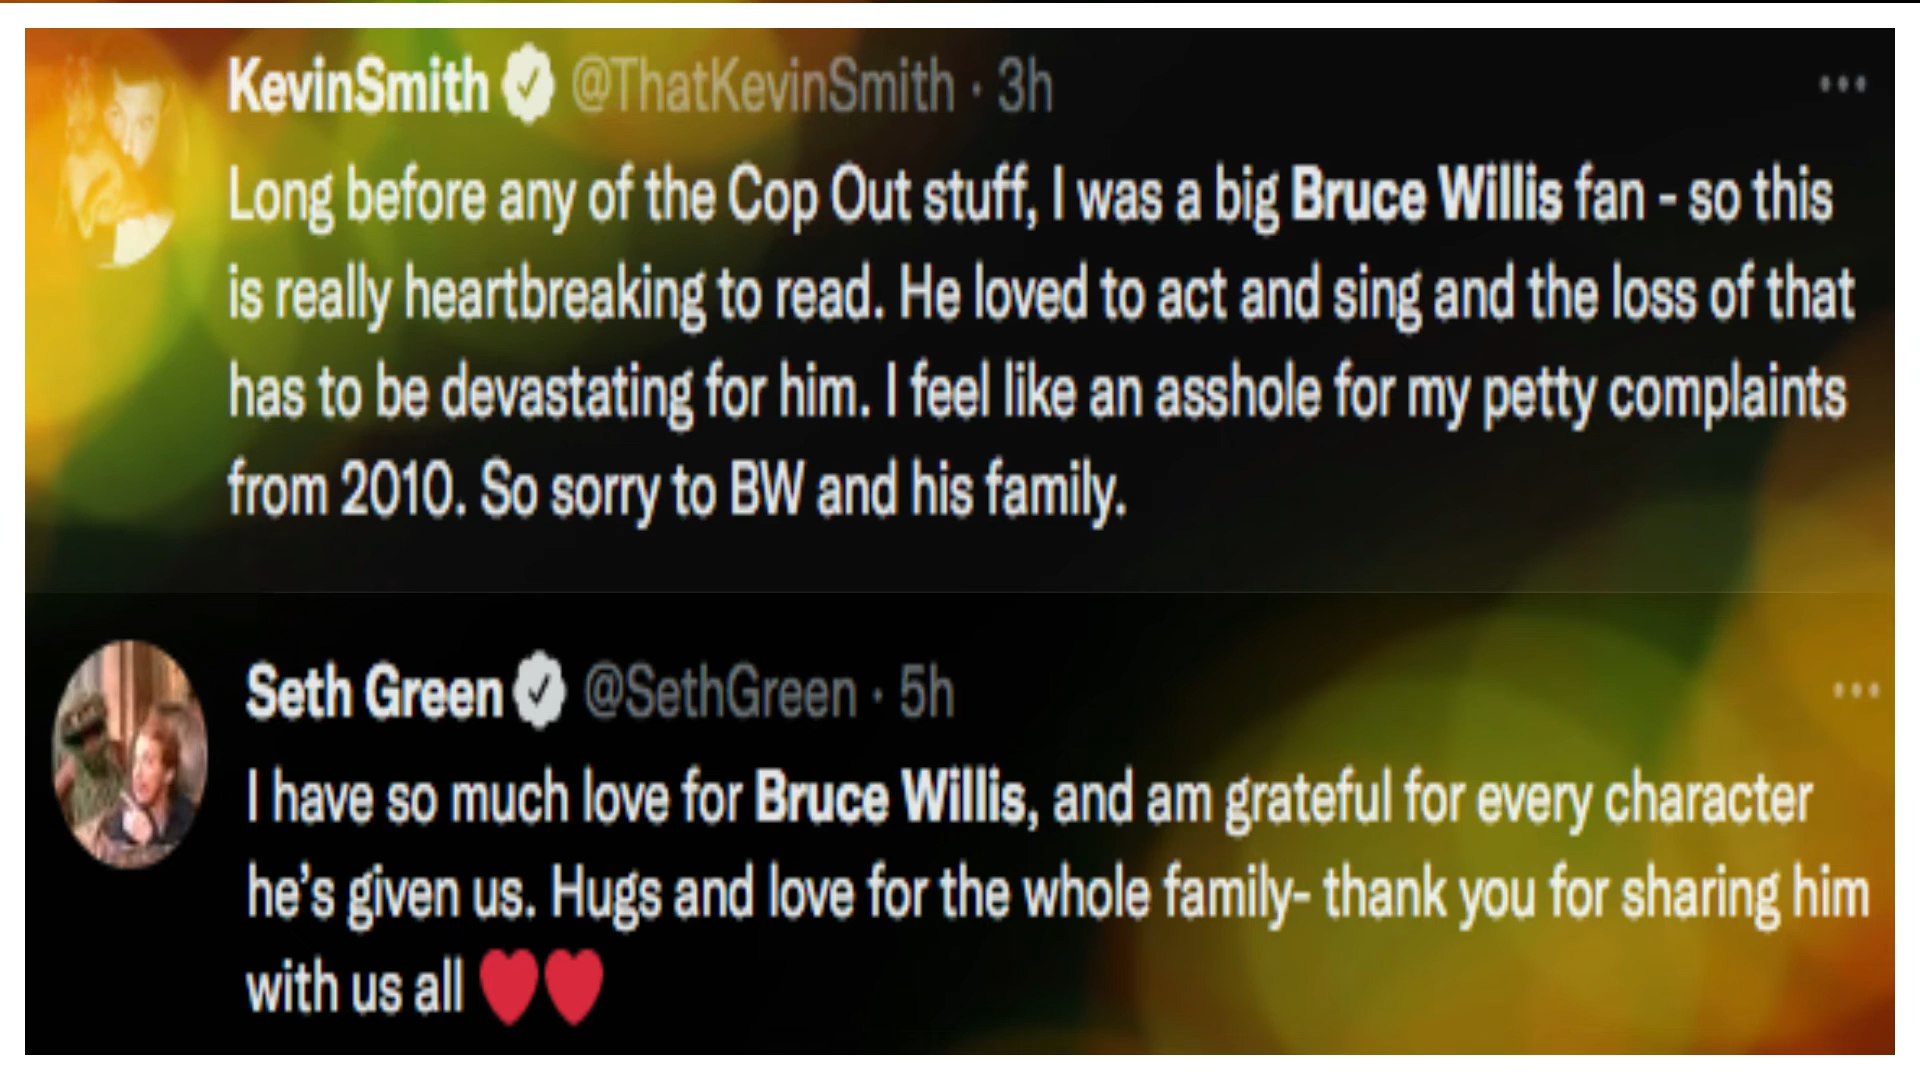 KevinSmith @ThatKevinSmith · 3h
Long before any of the Cop Out stuff, I was a big Bruce Willis fan - so this
is really heartbreaking to read. He loved to act and sing and the loss of that
has to be devastating for him. I feel like an asshole for my petty complaints
from 2010. So sorry to BW and his family.
Seth Green @SethGreen · 5h
I have so much love for Bruce Willis, and am grateful for every character
he's given us. Hugs and love for the whole family- thank you for sharing him
with us all ❤️❤️